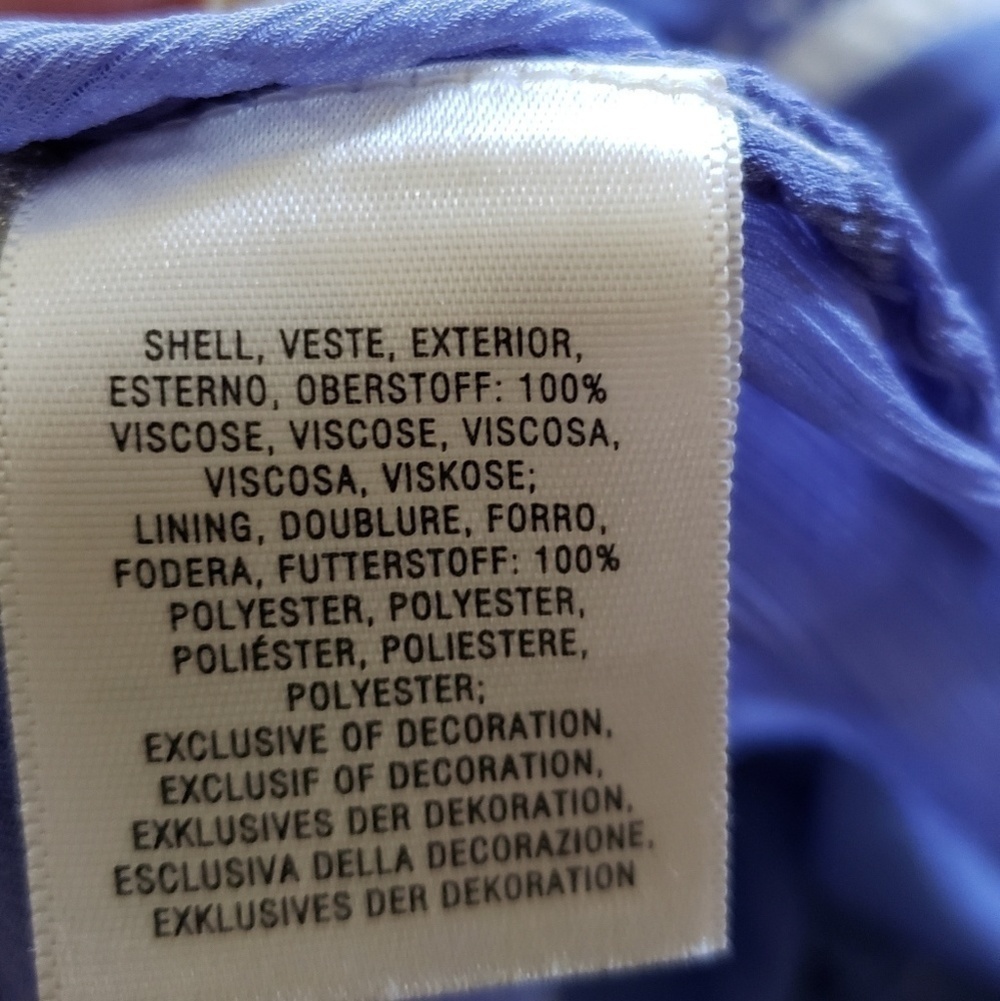 SHELL, VESTE, EXTERIOR,
ESTERNO, OBERSTOFF: 100%
VISCOSE, VISCOSE, VISCOSA,
VISCOSA, VISKOSE;
LINING, DOUBLURE, FORRO,
FODERA, FUTTERSTOFF: 100%
POLYESTER, POLYESTER,
POLIÉSTER, POLIESTERE,
POLYESTER;
EXCLUSIVE OF DECORATION,
EXCLUSIF OF DECORATION,
EXKLUSIVES DER DEKORATION,
ESCLUSIVA DELLA DECORAZIONE,
EXKLUSIVES DER DEKORATION